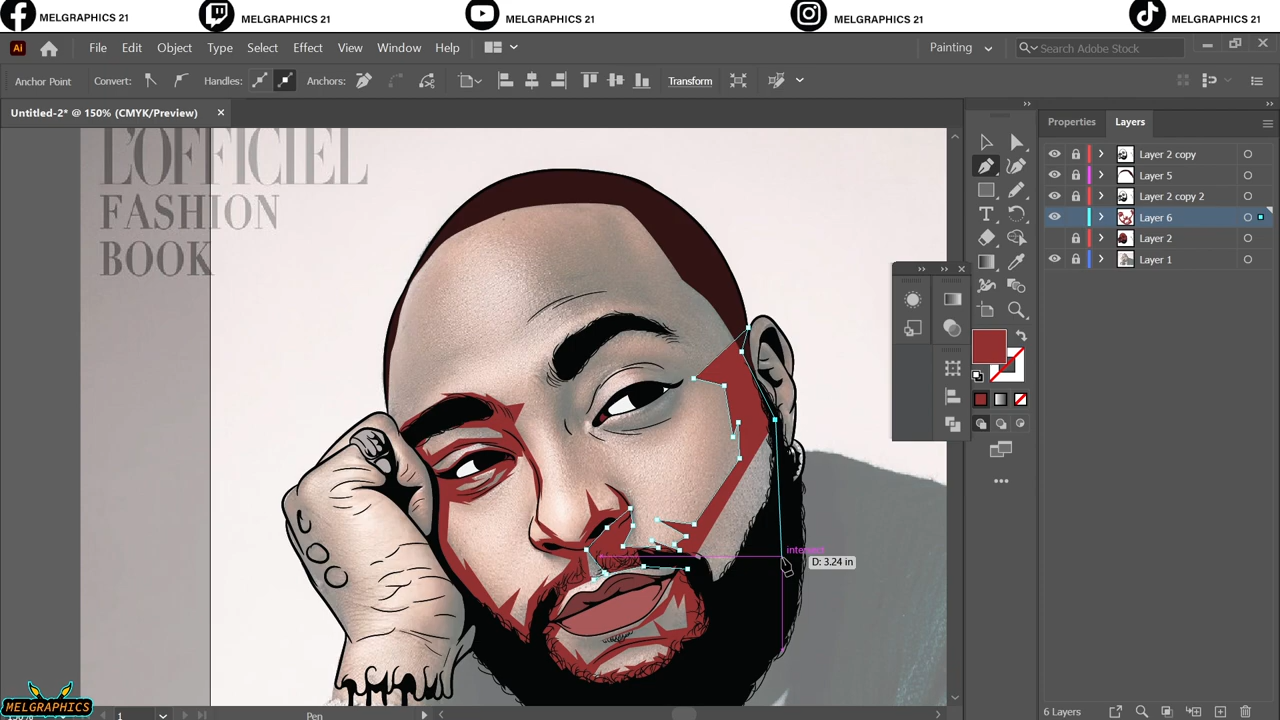 MELGRAPHICS 21 MELGRAPHICS 21 MELGRAPHICS 21 MELGRAPHICS 21 MELGRAPHICS 21
Ai File Edit Object Type Select Effect View Window Help Painting Search Adobe Stock
Anchor Point Convert: Handles: Anchors: Transform
Untitled-2* @ 150% (CMYK/Preview)
Properties Layers
L'OFFICIEL
FASHION
BOOK
Layer 2 copy
Layer 5
Layer 2 copy 2
Layer 6
Layer 2
Layer 1
intersect
D: 3.24 in
MELGRAPHICS
1 Pen 6 Layers